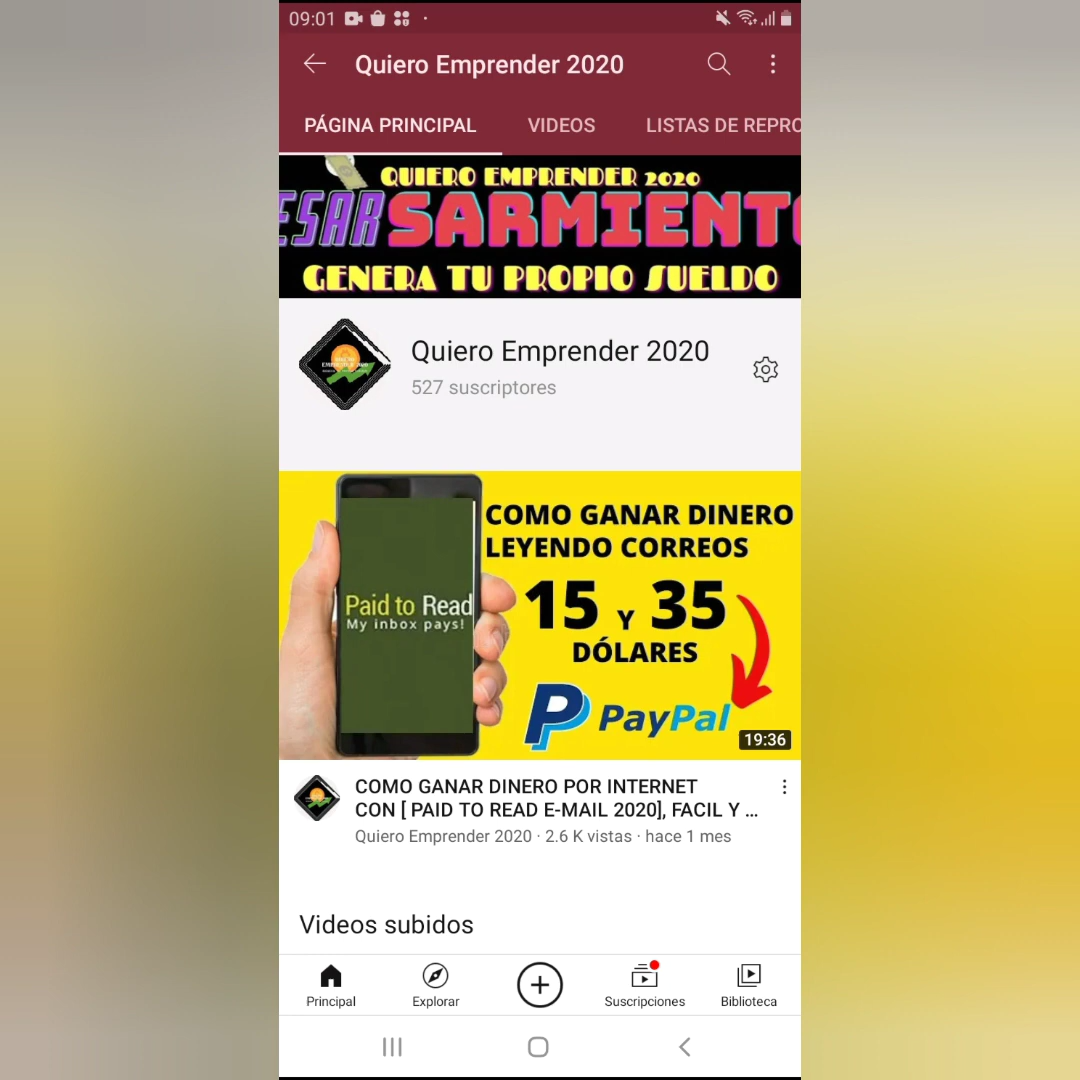 09:01
Quiero Emprender 2020
PÁGINA PRINCIPAL VIDEOS LISTAS DE REPRO
QUIERO EMPRENDER 2020
ESAR SARMIENTO
GENERA TU PROPIO SUELDO
Quiero Emprender 2020
527 suscriptores
COMO GANAR DINERO
LEYENDO CORREOS
15 Y 35
DÓLARES
Paid to Read
My inbox pays!
PayPal
19:36
COMO GANAR DINERO POR INTERNET
CON [ PAID TO READ E-MAIL 2020], FACIL Y ...
Quiero Emprender 2020 · 2.6 K vistas · hace 1 mes
Videos subidos
Principal Explorar Suscripciones Biblioteca